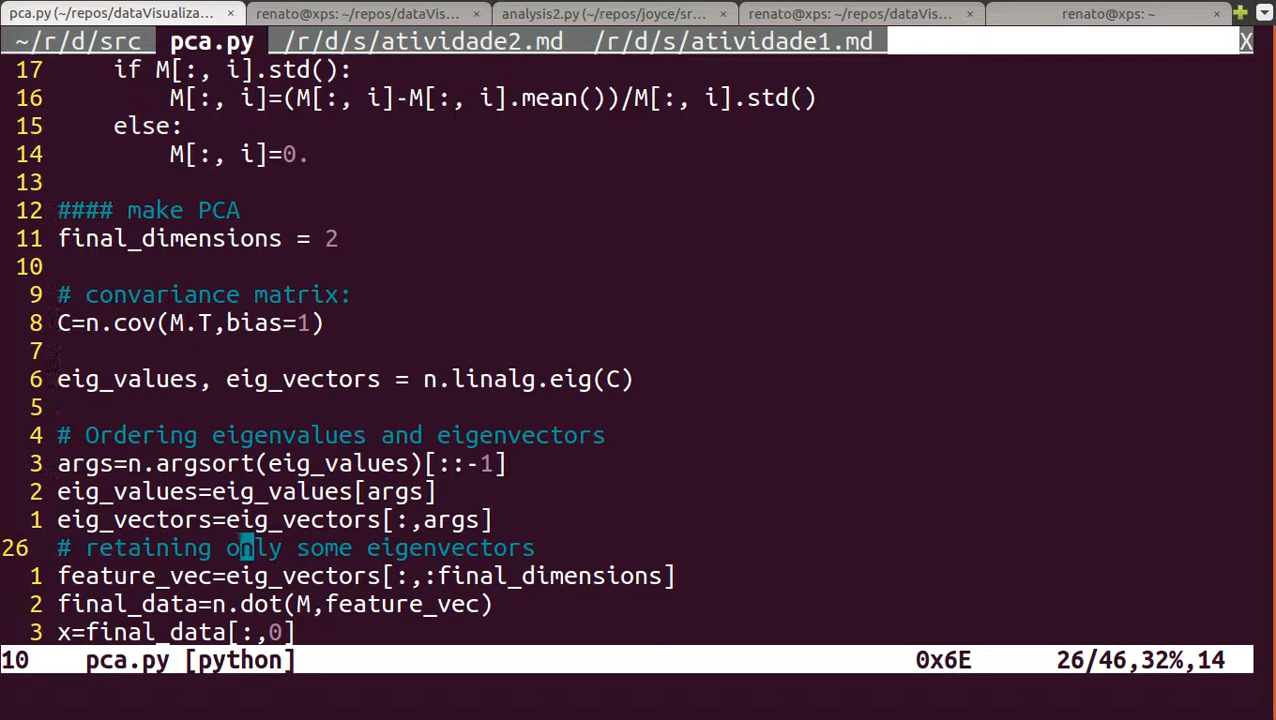 pca.py (~/repos/dataVisualiza... × renato@xps: ~/repos/dataVis... × analysis2.py (~/repos/joyce/sr... × renato@xps: ~/repos/dataVis... × renato@xps: ~ ×
~/r/d/src pca.py /r/d/s/atividade2.md /r/d/s/atividade1.md X
17 if M[:, i].std():
16 M[:, i]=(M[:, i]-M[:, i].mean())/M[:, i].std()
15 else:
14 M[:, i]=0.
13
12 #### make PCA
11 final_dimensions = 2
10
9 # convariance matrix:
8 C=n.cov(M.T,bias=1)
7
6 eig_values, eig_vectors = n.linalg.eig(C)
5
4 # Ordering eigenvalues and eigenvectors
3 args=n.argsort(eig_values)[::-1]
2 eig_values=eig_values[args]
1 eig_vectors=eig_vectors[:,args]
26 # retaining only some eigenvectors
1 feature_vec=eig_vectors[:,:final_dimensions]
2 final_data=n.dot(M,feature_vec)
3 x=final_data[:,0]
10 pca.py [python] 0x6E 26/46,32%,14